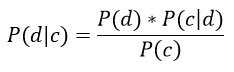 P(d|c) = P(d) * P(c|d) / P(c)